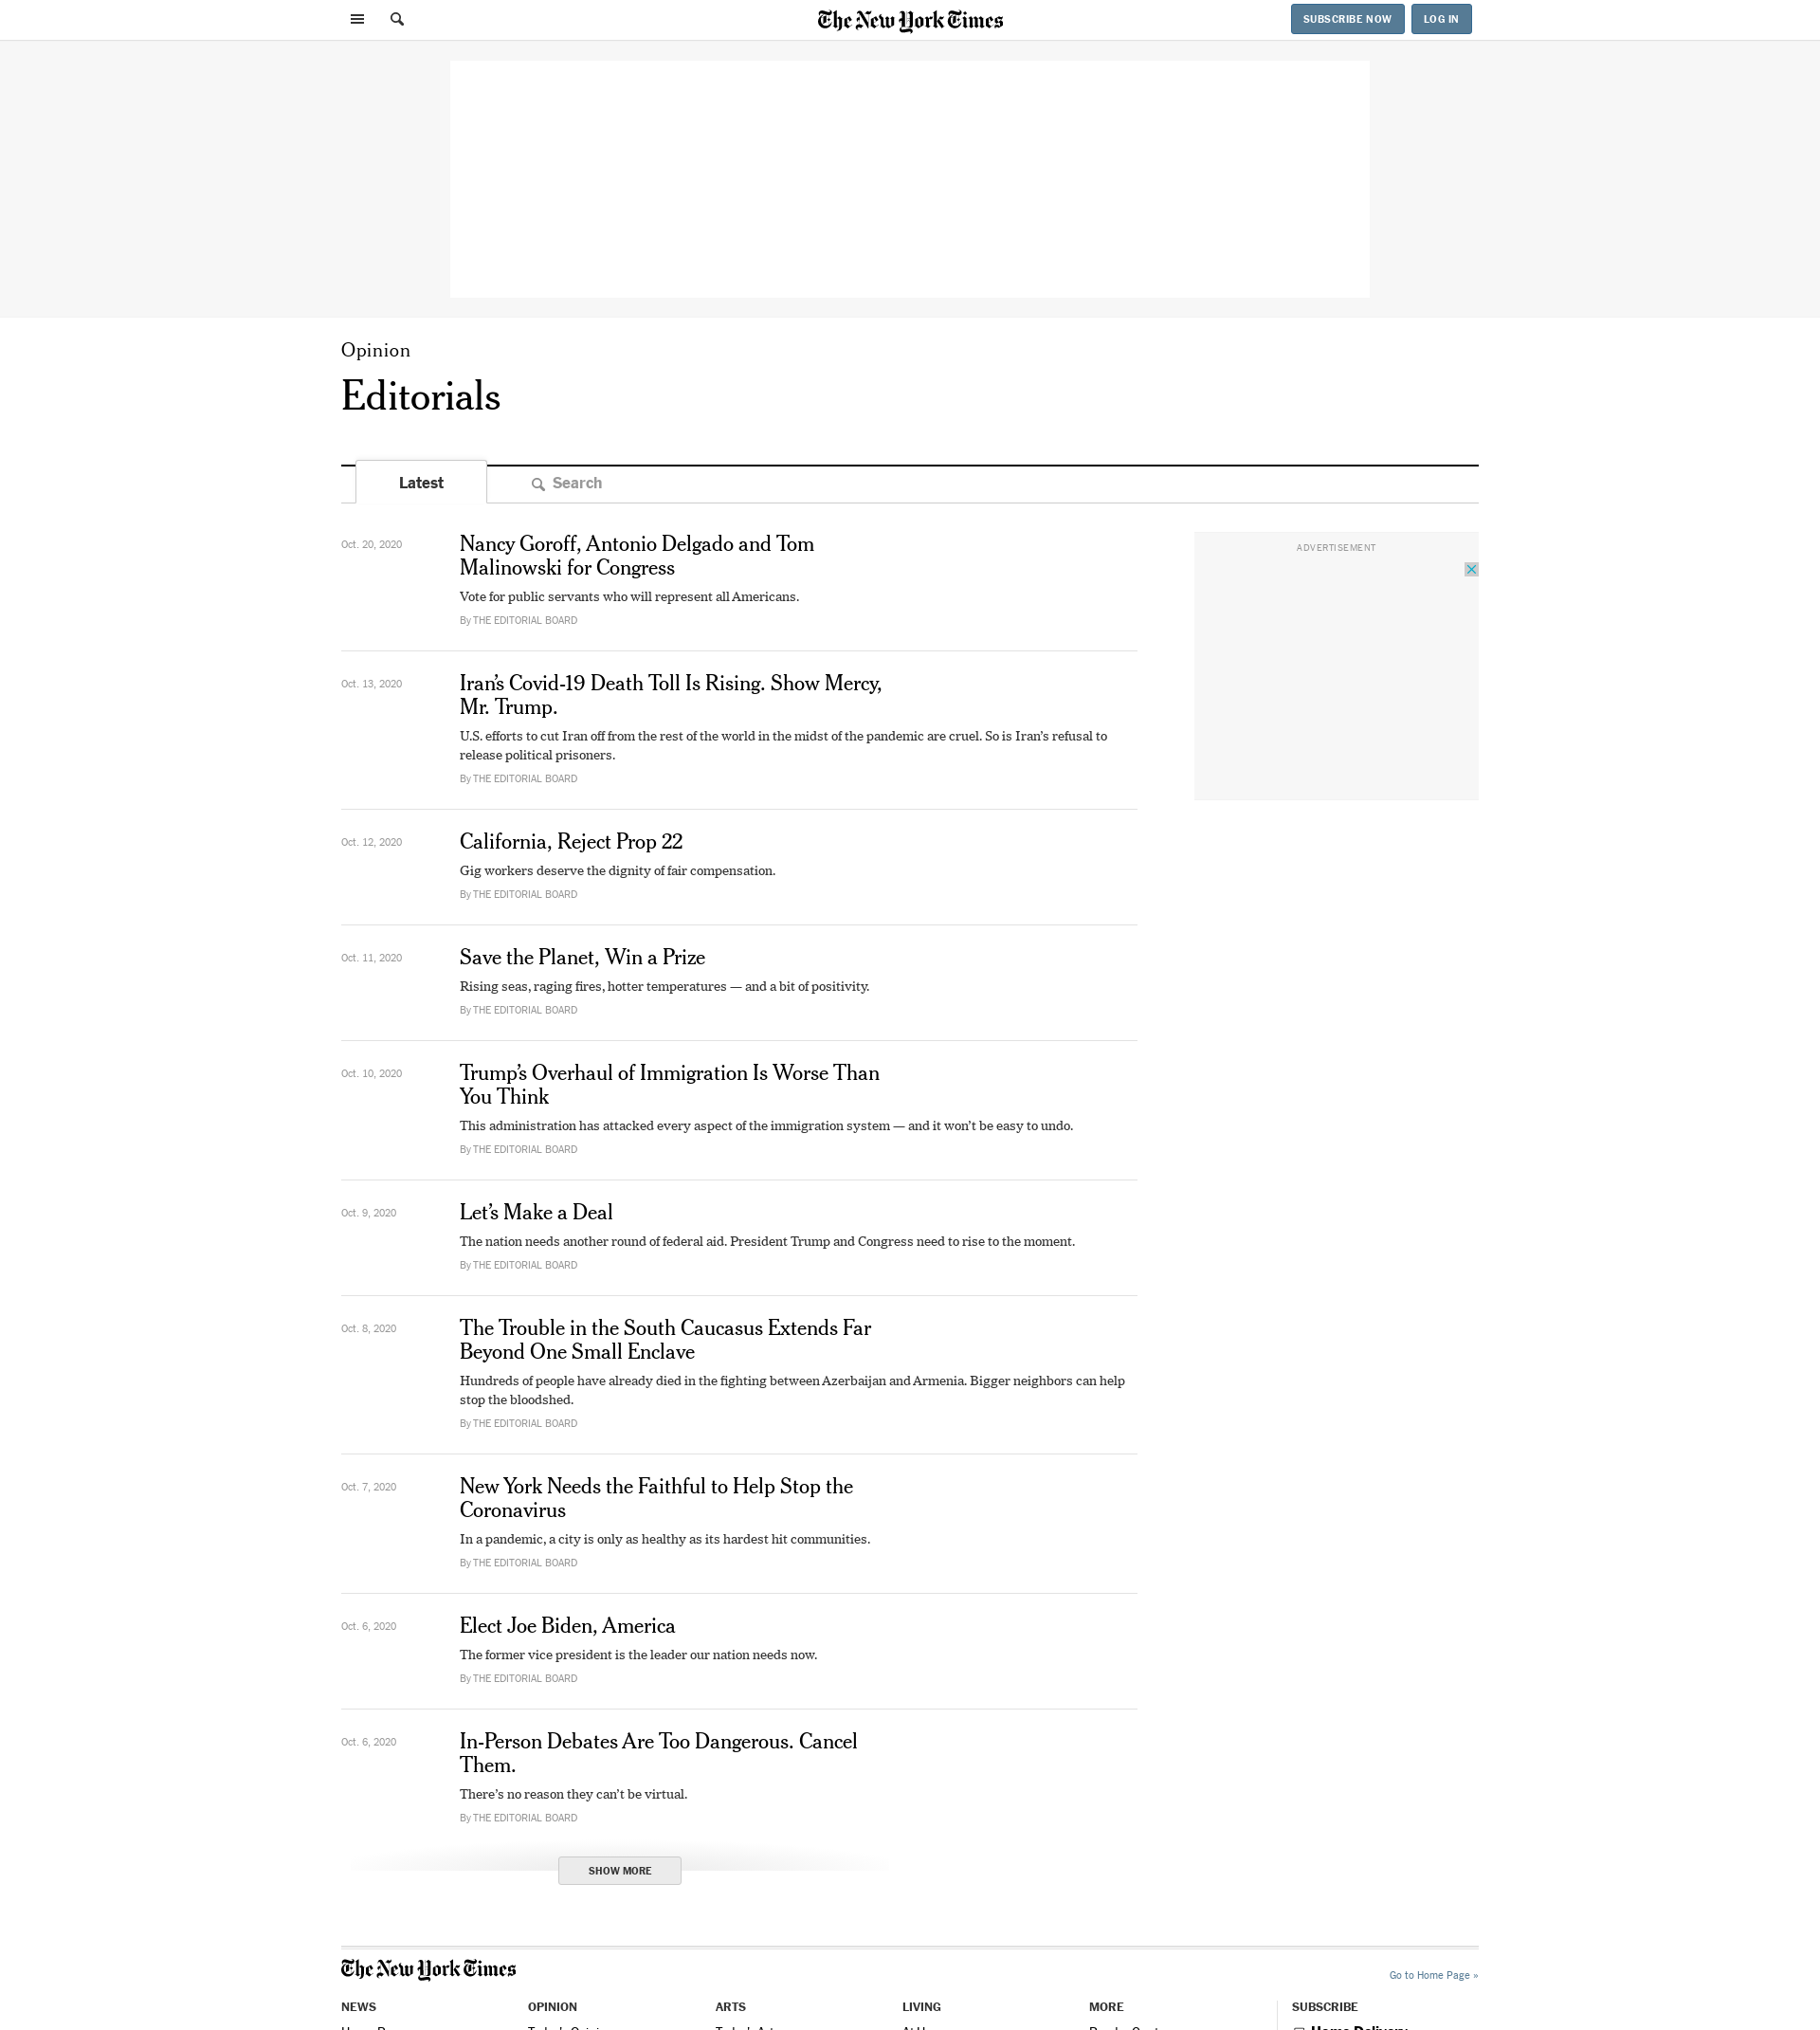 The New York Times
SUBSCRIBE NOW
LOG IN
Opinion
Editorials
Latest
Search
Oct. 20, 2020
Nancy Goroff, Antonio Delgado and Tom
Malinowski for Congress
Vote for public servants who will represent all Americans.
By THE EDITORIAL BOARD
ADVERTISEMENT
Oct. 13, 2020
Iran’s Covid-19 Death Toll Is Rising. Show Mercy,
Mr. Trump.
U.S. efforts to cut Iran off from the rest of the world in the midst of the pandemic are cruel. So is Iran’s refusal to
release political prisoners.
By THE EDITORIAL BOARD
Oct. 12, 2020
California, Reject Prop 22
Gig workers deserve the dignity of fair compensation.
By THE EDITORIAL BOARD
Oct. 11, 2020
Save the Planet, Win a Prize
Rising seas, raging fires, hotter temperatures — and a bit of positivity.
By THE EDITORIAL BOARD
Oct. 10, 2020
Trump’s Overhaul of Immigration Is Worse Than
You Think
This administration has attacked every aspect of the immigration system — and it won’t be easy to undo.
By THE EDITORIAL BOARD
Oct. 9, 2020
Let’s Make a Deal
The nation needs another round of federal aid. President Trump and Congress need to rise to the moment.
By THE EDITORIAL BOARD
Oct. 8, 2020
The Trouble in the South Caucasus Extends Far
Beyond One Small Enclave
Hundreds of people have already died in the fighting between Azerbaijan and Armenia. Bigger neighbors can help
stop the bloodshed.
By THE EDITORIAL BOARD
Oct. 7, 2020
New York Needs the Faithful to Help Stop the
Coronavirus
In a pandemic, a city is only as healthy as its hardest hit communities.
By THE EDITORIAL BOARD
Oct. 6, 2020
Elect Joe Biden, America
The former vice president is the leader our nation needs now.
By THE EDITORIAL BOARD
Oct. 6, 2020
In-Person Debates Are Too Dangerous. Cancel
Them.
There’s no reason they can’t be virtual.
By THE EDITORIAL BOARD
SHOW MORE
The New York Times
Go to Home Page »
NEWS
OPINION
ARTS
LIVING
MORE
SUBSCRIBE
Home Delivery